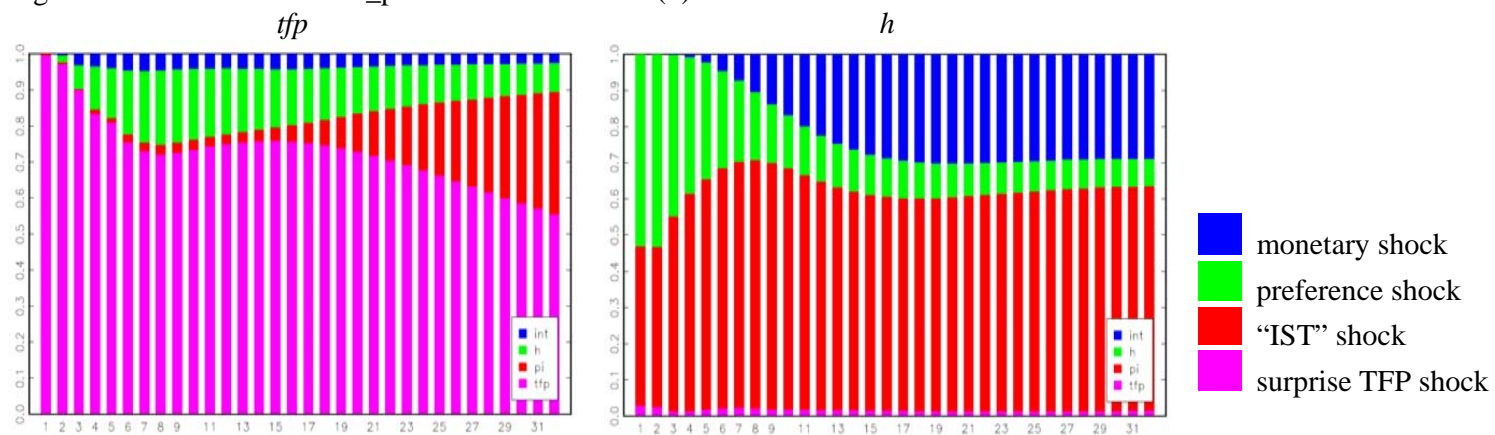 tfp
h
1.0
0.9
0.8
0.7
0.6
0.5
0.4
0.3
0.2
0.1
0.0
int
h
pi
tfp
1 2 3 4 5 6 7 8 9 11 13 15 17 19 21 23 25 27 29 31
1.0
0.9
0.8
0.7
0.6
0.5
0.4
0.3
0.2
0.1
0.0
int
h
pi
tfp
1 2 3 4 5 6 7 8 9 11 13 15 17 19 21 23 25 27 29 31
monetary shock
preference shock
“IST” shock
surprise TFP shock